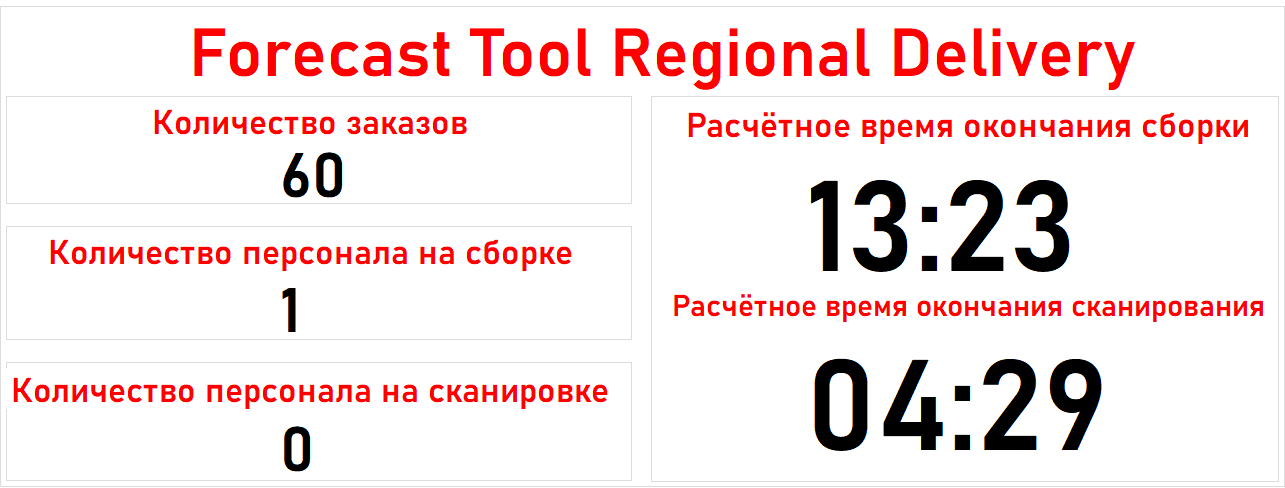 Forecast Tool Regional Delivery
Количество заказов
60
Количество персонала на сборке
1
Количество персонала на сканировке
0
Расчётное время окончания сборки
13:23
Расчётное время окончания сканирования
04:29